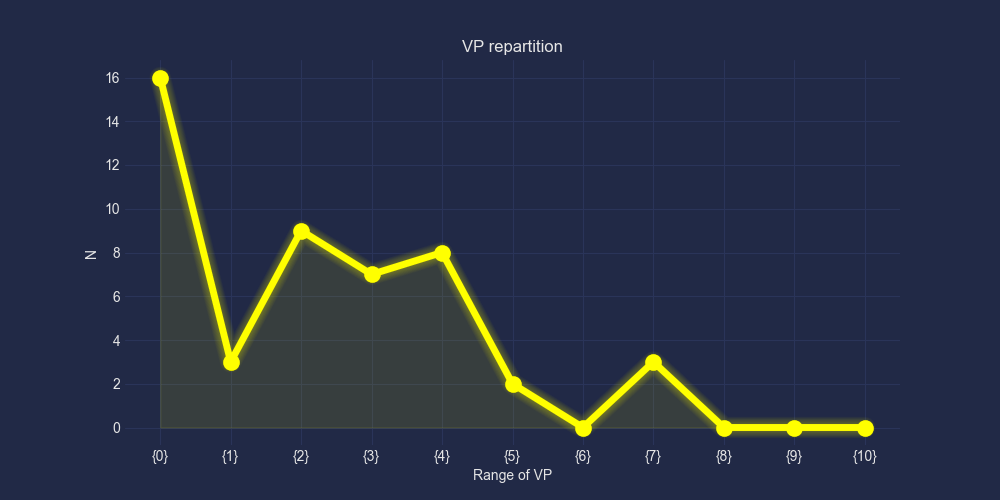 VP repartition
16
14
12
10
8
6
4
2
0
N
{0} {1} {2} {3} {4} {5} {6} {7} {8} {9} {10}
Range of VP